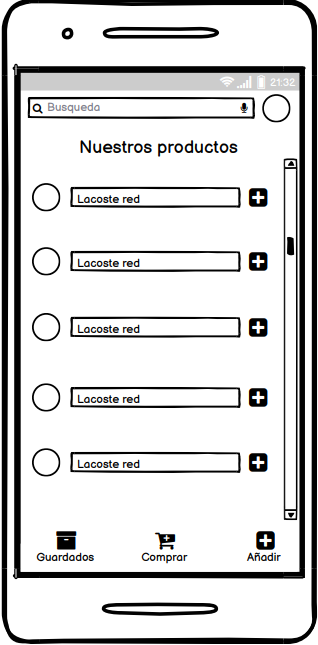 21:32
Busqueda
Nuestros productos
Lacoste red
Lacoste red
Lacoste red
Lacoste red
Lacoste red
Guardados Comprar Añadir